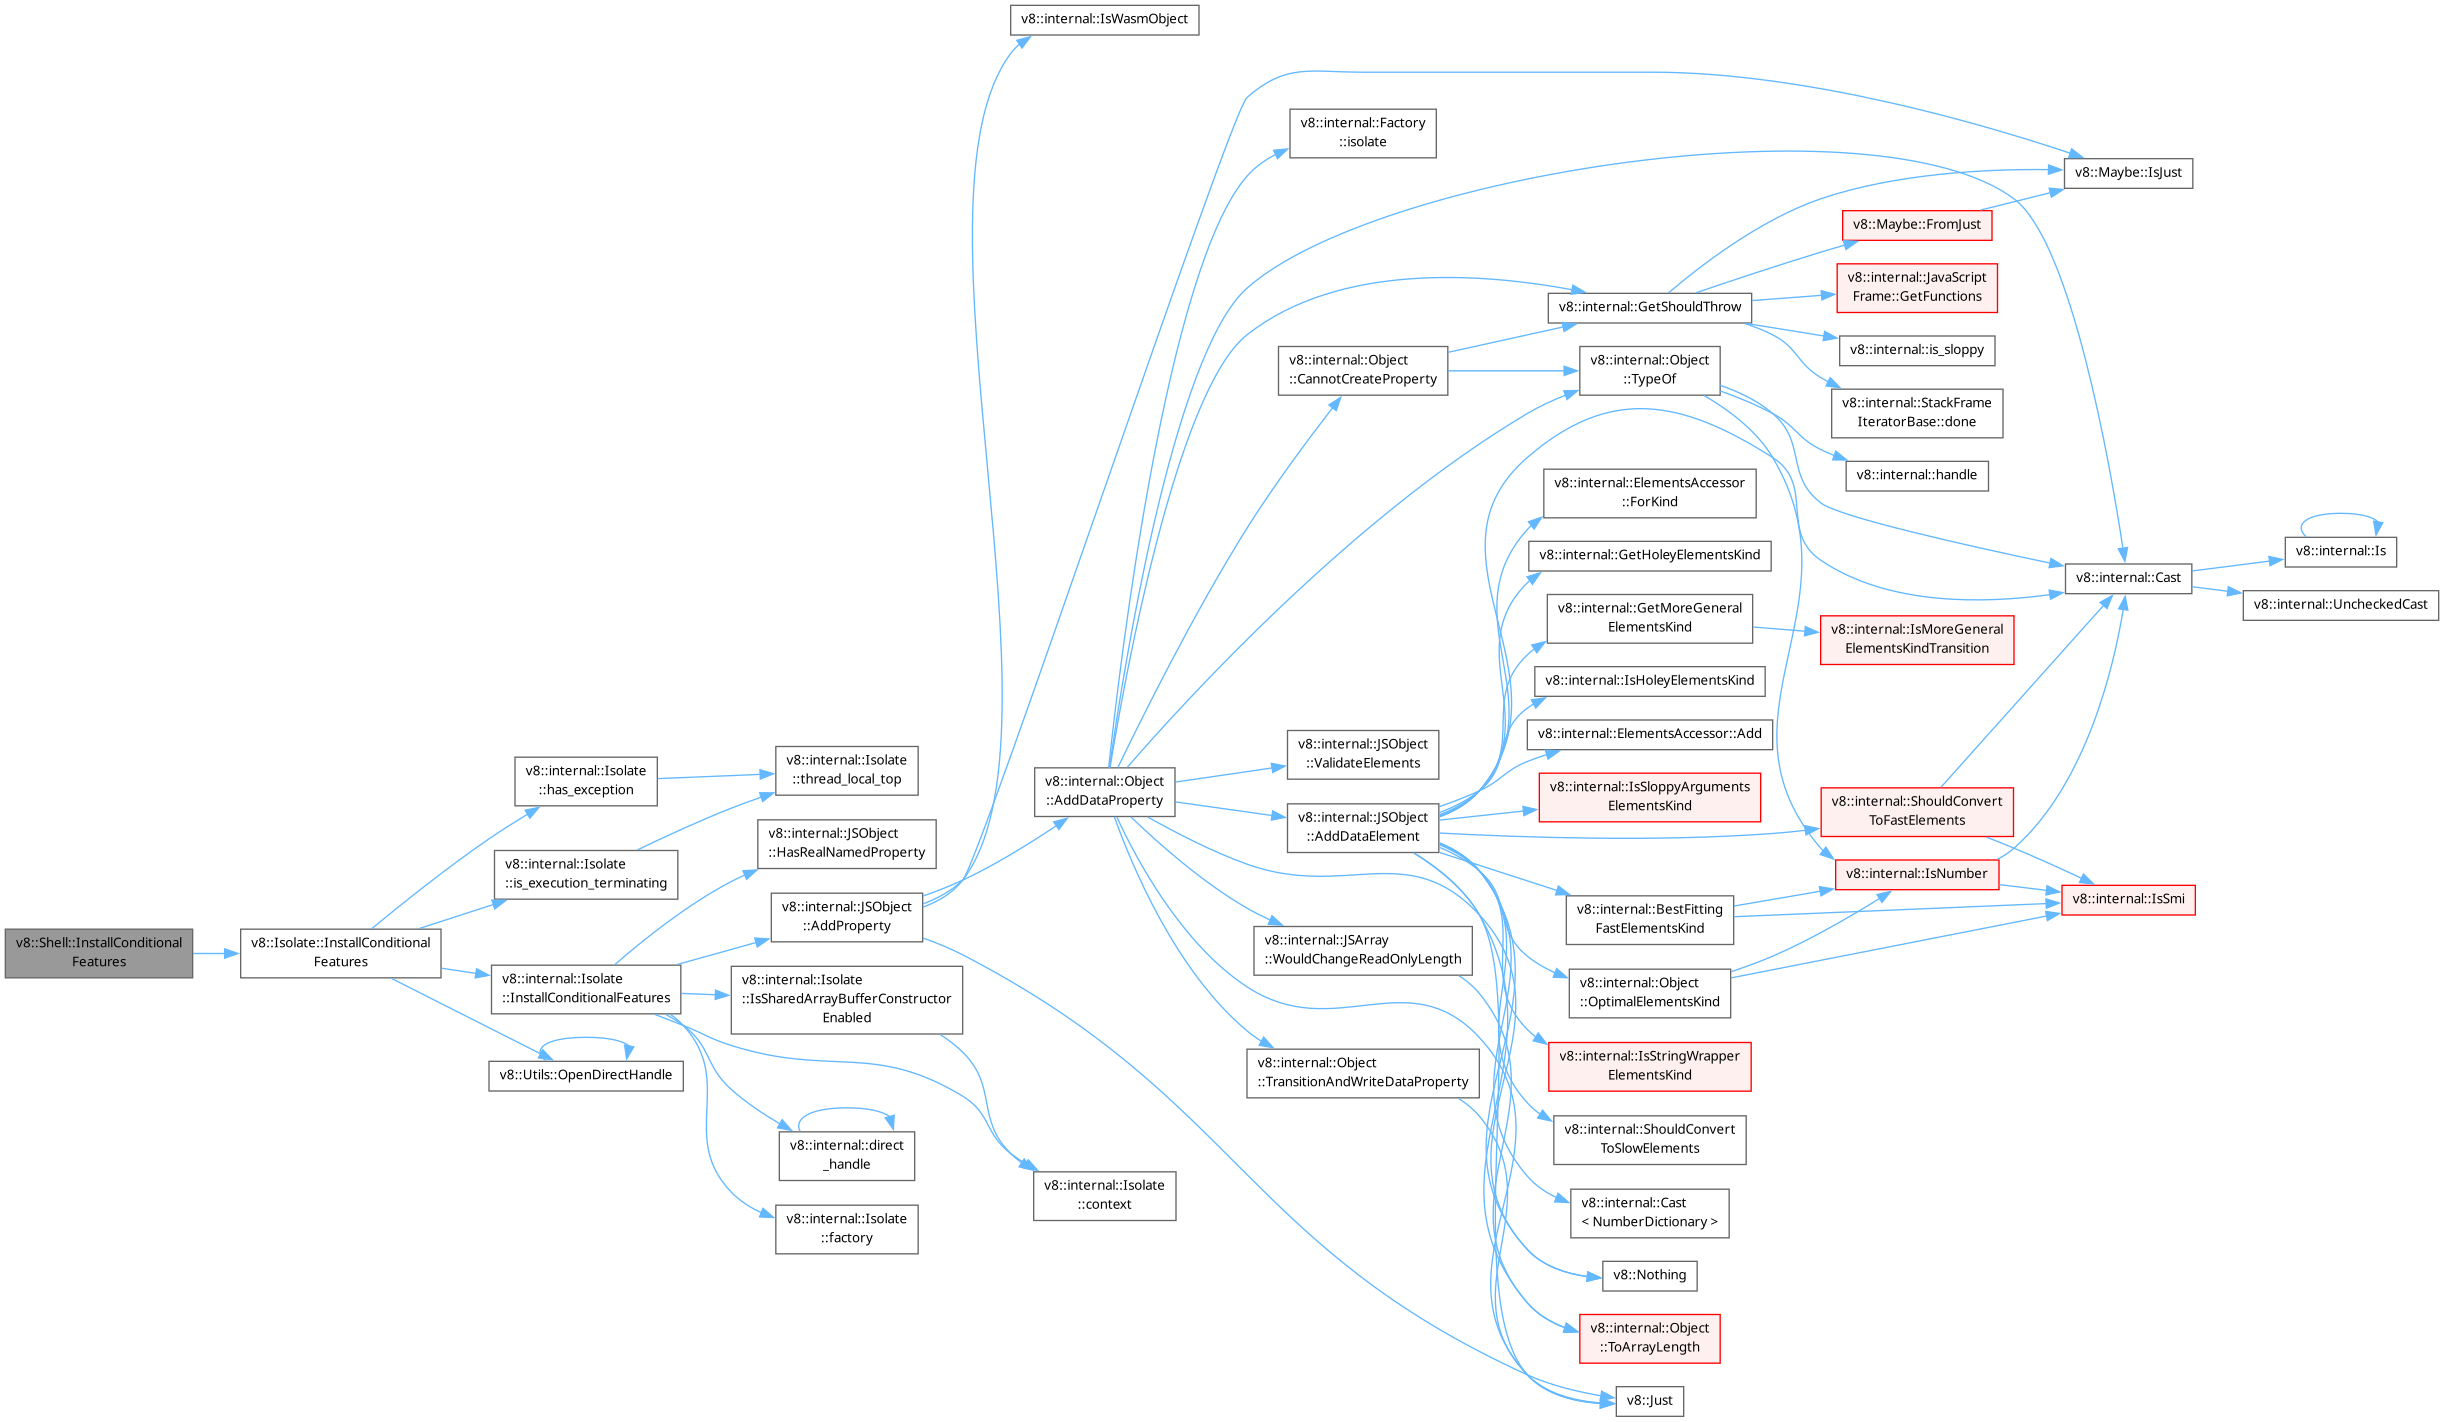 v8::Shell::InstallConditional
Features
v8::Isolate::InstallConditional
Features
v8::internal::Isolate
::has_exception
v8::internal::Isolate
::is_execution_terminating
v8::internal::Isolate
::InstallConditionalFeatures
v8::Utils::OpenDirectHandle
v8::internal::Isolate
::thread_local_top
v8::internal::JSObject
::HasRealNamedProperty
v8::internal::JSObject
::AddProperty
v8::internal::Isolate
::IsSharedArrayBufferConstructor
Enabled
v8::internal::direct
_handle
v8::internal::Isolate
::factory
v8::internal::IsWasmObject
v8::internal::Object
::AddDataProperty
v8::internal::Isolate
::context
v8::internal::Factory
::isolate
v8::internal::Object
::CannotCreateProperty
v8::internal::JSObject
::ValidateElements
v8::internal::JSObject
::AddDataElement
v8::internal::JSArray
::WouldChangeReadOnlyLength
v8::internal::Object
::TransitionAndWriteDataProperty
v8::internal::GetShouldThrow
v8::internal::Object
::TypeOf
v8::internal::ElementsAccessor
::ForKind
v8::internal::GetHoleyElementsKind
v8::internal::GetMoreGeneral
ElementsKind
v8::internal::IsHoleyElementsKind
v8::internal::ElementsAccessor::Add
v8::internal::IsSloppyArguments
ElementsKind
v8::internal::BestFitting
FastElementsKind
v8::internal::Object
::OptimalElementsKind
v8::internal::IsStringWrapper
ElementsKind
v8::internal::ShouldConvert
ToSlowElements
v8::internal::Cast
< NumberDictionary >
v8::Nothing
v8::internal::Object
::ToArrayLength
v8::Just
v8::Maybe::FromJust
v8::internal::JavaScript
Frame::GetFunctions
v8::internal::is_sloppy
v8::internal::StackFrame
IteratorBase::done
v8::internal::handle
v8::internal::IsMoreGeneral
ElementsKindTransition
v8::internal::ShouldConvert
ToFastElements
v8::internal::IsNumber
v8::Maybe::IsJust
v8::internal::Cast
v8::internal::IsSmi
v8::internal::Is
v8::internal::UncheckedCast